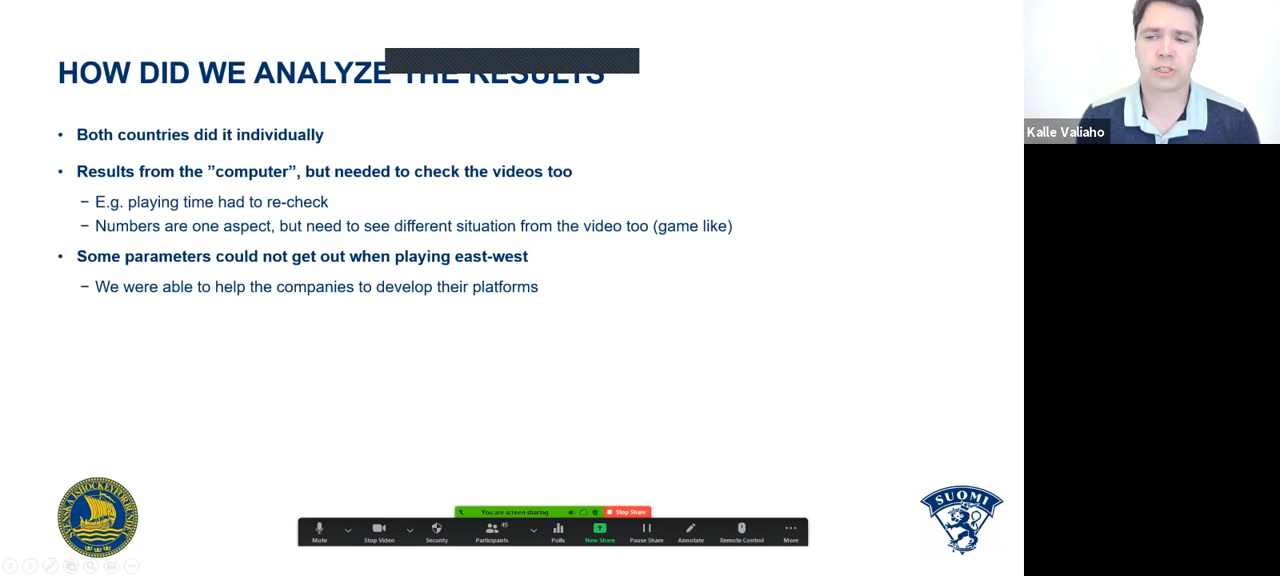 HOW DID WE ANALYZE THE RESULTS
• Both countries did it individually
• Results from the ”computer”, but needed to check the videos too
− E.g. playing time had to re-check
− Numbers are one aspect, but need to see different situation from the video too (game like)
• Some parameters could not get out when playing east-west
− We were able to help the companies to develop their platforms
Kalle Valiaho
SVENSKA ISHOCKEYFÖRBUNDET
SUOMI
You are screen sharing Stop Share
45
Mute Stop Video Security Participants Polls New Share Pause Share Annotate Remote Control More